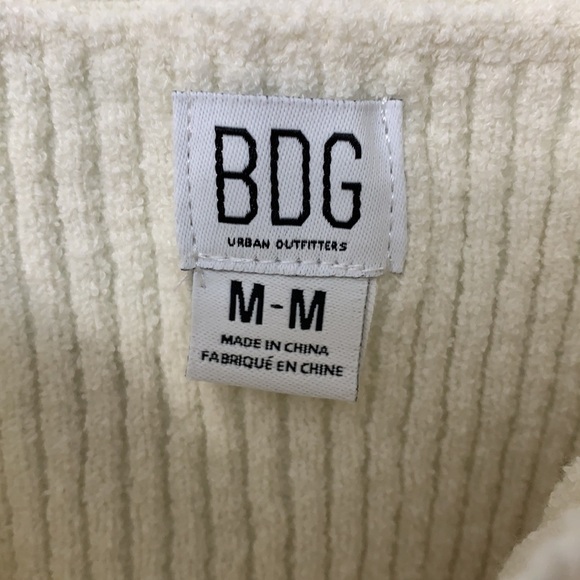 BDG
URBAN OUTFITTERS
M-M
MADE IN CHINA
FABRIQUÉ EN CHINE